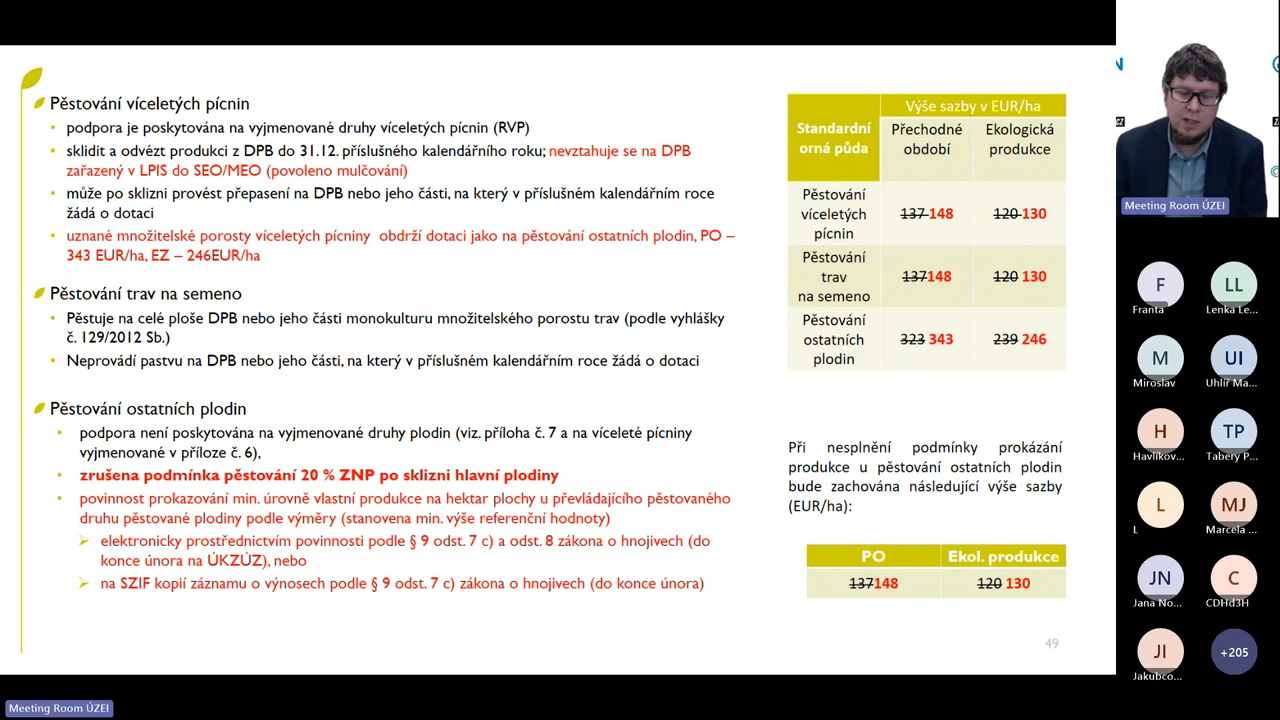 Pěstování víceletých pícnin
• podpora je poskytována na vyjmenované druhy víceletých pícnin (RVP)
• sklidit a odvézt produkci z DPB do 31.12. příslušného kalendářního roku; nevztahuje se na DPB
zařazený v LPIS do SEO/MEO (povoleno mulčování)
• může po sklizni provést přepasení na DPB nebo jeho části, na který v příslušném kalendářním roce
žádá o dotaci
• uznané množitelské porosty víceletých pícniny obdrží dotaci jako na pěstování ostatních plodin, PO –
343 EUR/ha, EZ – 246EUR/ha
Pěstování trav na semeno
• Pěstuje na celé ploše DPB nebo jeho části monokulturu množitelského porostu trav (podle vyhlášky
č. 129/2012 Sb.)
• Neprovádí pastvu na DPB nebo jeho části, na který v příslušném kalendářním roce žádá o dotaci
Pěstování ostatních plodin
• podpora není poskytována na vyjmenované druhy plodin (viz. příloha č. 7 a na víceleté pícniny
vyjmenované v příloze č. 6),
• zrušena podmínka pěstování 20 % ZNP po sklizni hlavní plodiny
• povinnost prokazování min. úrovně vlastní produkce na hektar plochy u převládajícího pěstovaného
druhu pěstované plodiny podle výměry (stanovena min. výše referenční hodnoty)
➢ elektronicky prostřednictvím povinnosti podle § 9 odst. 7 c) a odst. 8 zákona o hnojivech (do
konce února na ÚKZÚZ), nebo
➢ na SZIF kopií záznamu o výnosech podle § 9 odst. 7 c) zákona o hnojivech (do konce února)
Standardní
orná půda
Výše sazby v EUR/ha
Přechodné
období
Ekologická
produkce
Pěstování
víceletých
pícnin
137 148
120 130
Pěstování
trav
na semeno
137148
120 130
Pěstování
ostatních
plodin
323 343
239 246
Při nesplnění podmínky prokázání
produkce u pěstování ostatních plodin
bude zachována následující výše sazby
(EUR/ha):
PO
Ekol. produkce
137148
120 130
49
Meeting Room ÚZEI
Meeting Room ÚZEI
F
Franta
LL
Lenka Le...
M
Miroslav
UI
Uhlíř Ma...
H
Havlíkov...
TP
Tabery P...
L
L
MJ
Marcela ...
JN
Jana No...
C
CDHd3H
JI
Jakubco...
+205